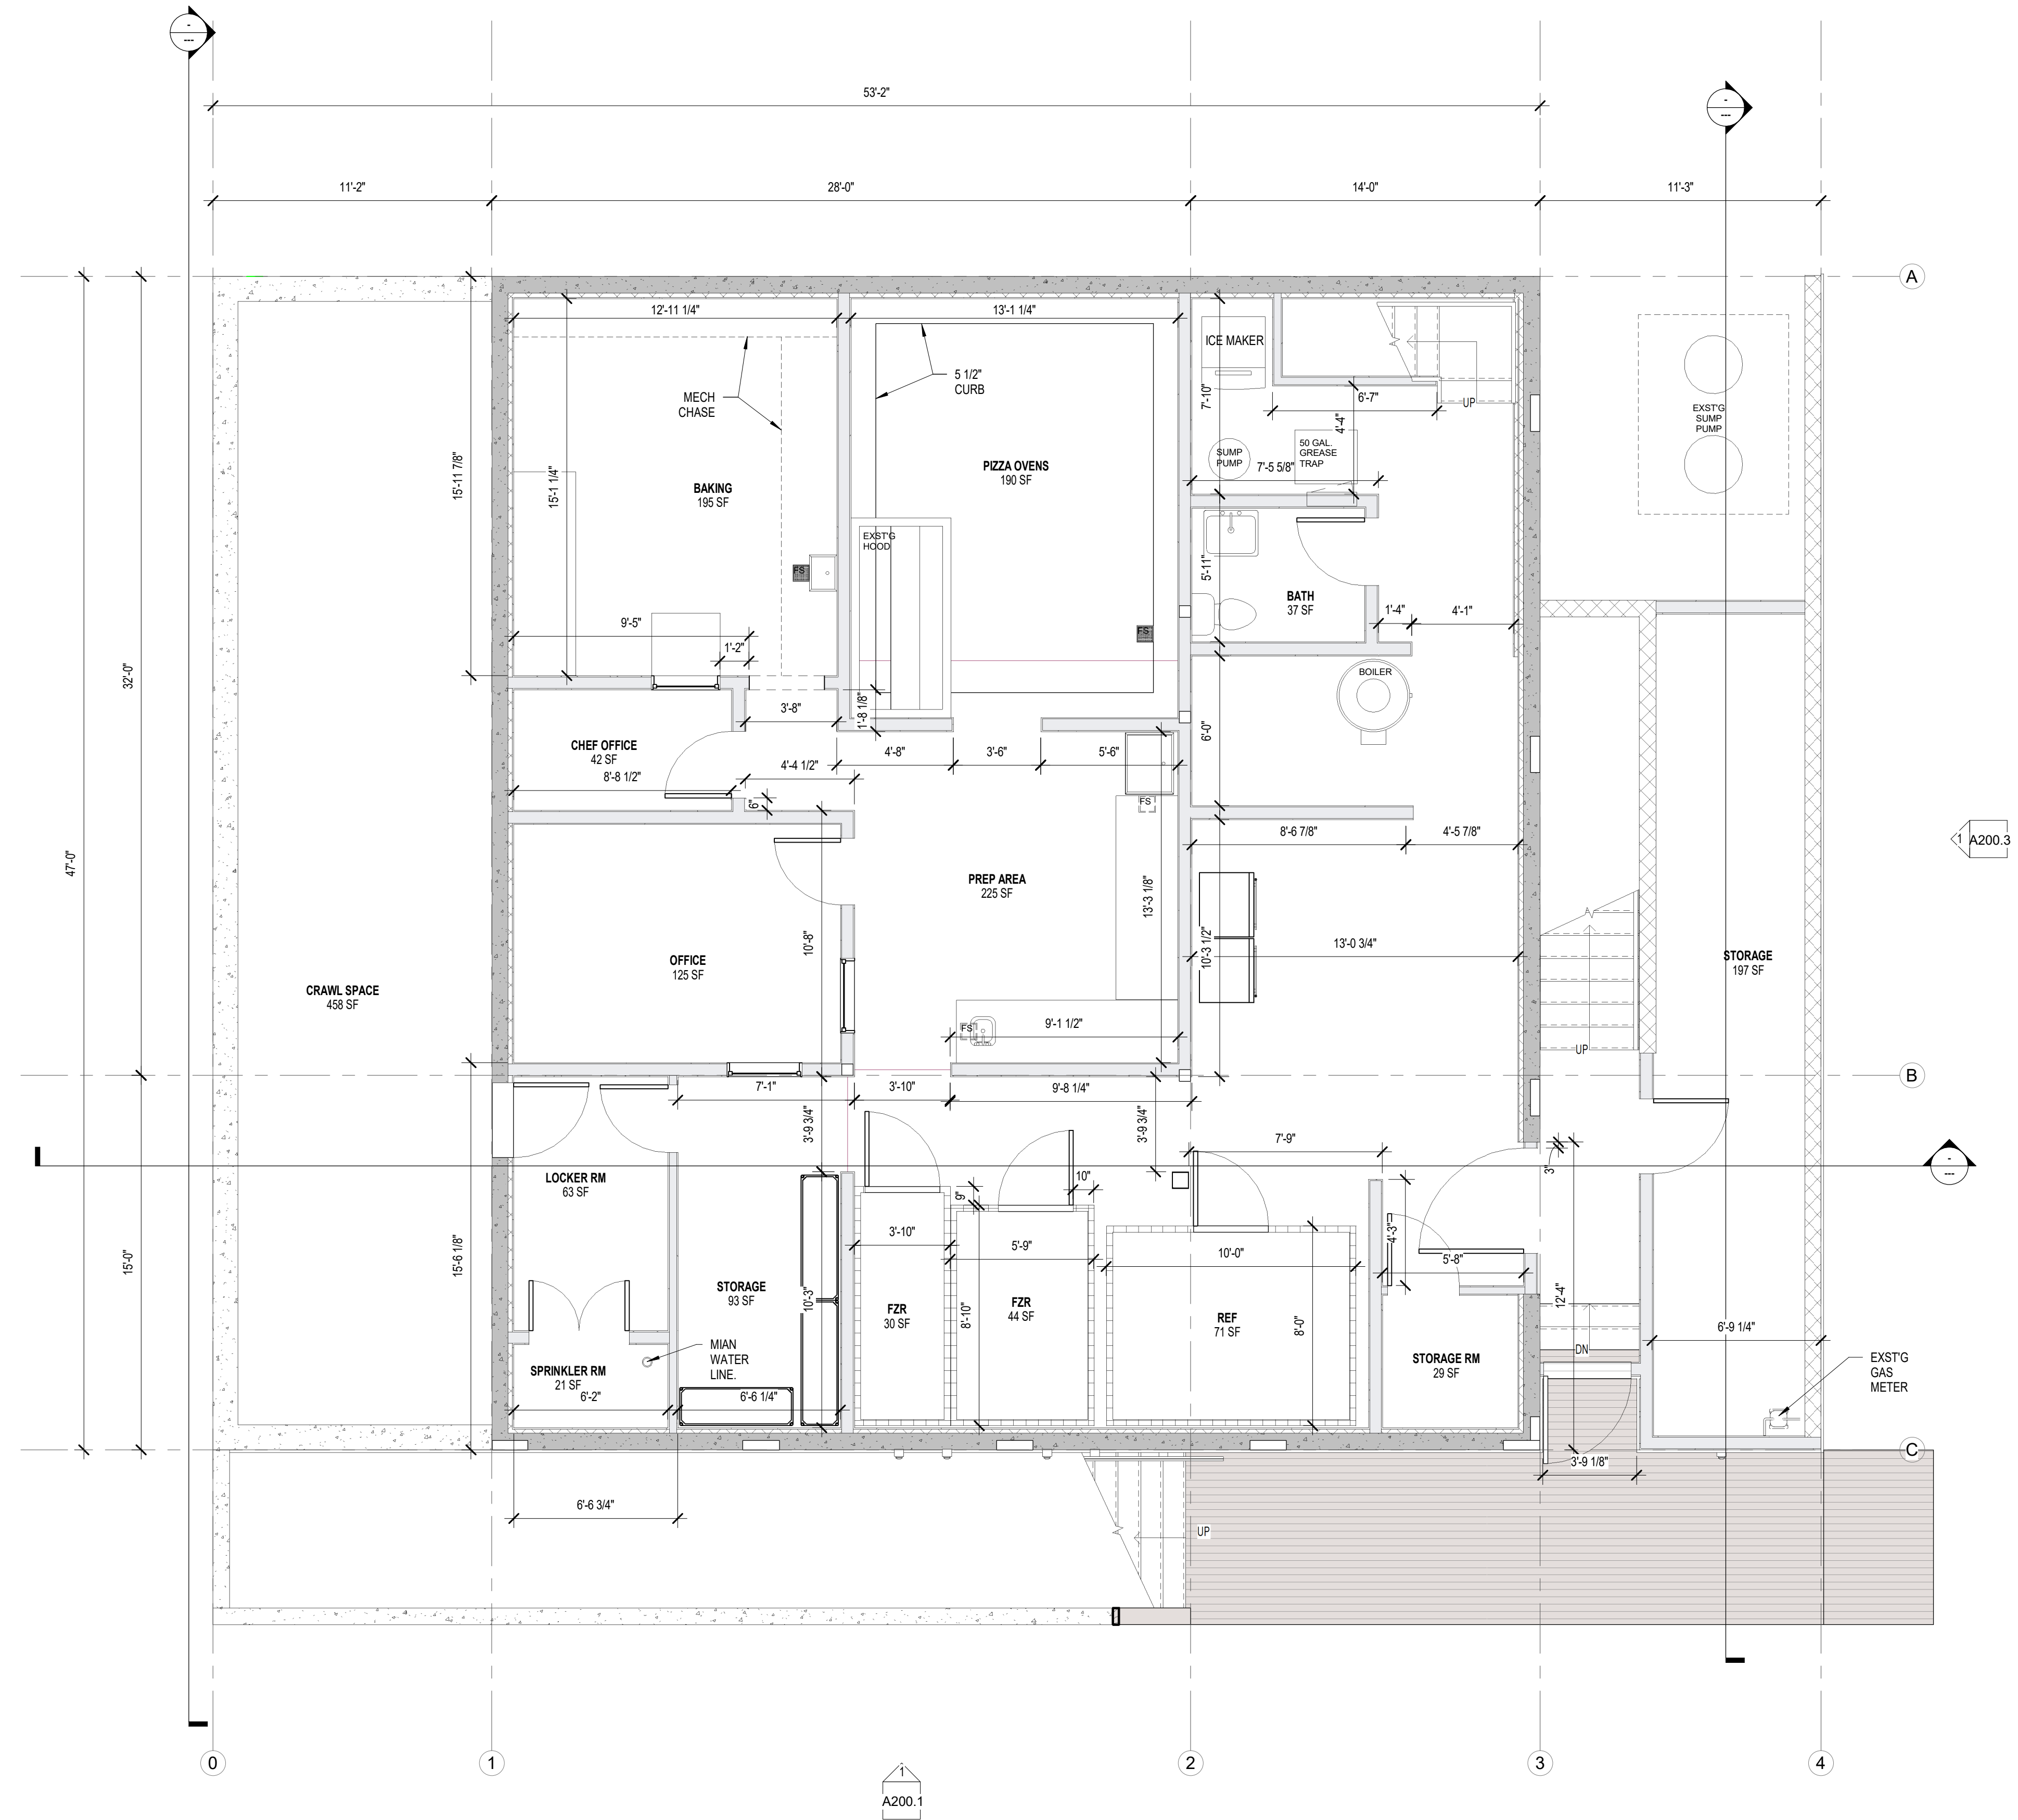 -
---
53'-2"
-
---
11'-2"
28'-0"
14'-0"
11'-3"
A
12'-11 1/4"
13'-1 1/4"
ICE MAKER
MECH
CHASE
5 1/2"
CURB
7'-10"
6'-7"
UP
4'-4"
EXST'G
SUMP
PUMP
50 GAL.
GREASE
TRAP
SUMP
PUMP
7'-5 5/8"
15'-11 7/8"
15'-1 1/4"
BAKING
195 SF
PIZZA OVENS
190 SF
EXST'G
HOOD
FS
5'-11"
BATH
37 SF
1'-4"
4'-1"
FS
9'-5"
1'-2"
BOILER
32'-0"
47'-0"
3'-8"
1'-8 1/8"
CHEF OFFICE
42 SF
8'-8 1/2"
4'-4 1/2"
4'-8"
3'-6"
5'-6"
6'-0"
6"
FS
8'-6 7/8"
4'-5 7/8"
1
A200.3
PREP AREA
225 SF
13'-3 1/8"
10'-8"
10'-3 1/2"
13'-0 3/4"
OFFICE
125 SF
STORAGE
197 SF
CRAWL SPACE
458 SF
FS
9'-1 1/2"
UP
B
7'-1"
3'-10"
9'-8 1/4"
3'-9 3/4"
3'-9 3/4"
7'-9"
3"
-
---
LOCKER RM
63 SF
10"
9"
3'-10"
5'-9"
10'-0"
4'-3"
5'-8"
15'-0"
15'-6 1/8"
STORAGE
93 SF
10'-3"
FZR
30 SF
8'-10"
FZR
44 SF
REF
71 SF
8'-0"
12'-4"
6'-9 1/4"
MIAN
WATER
LINE.
SPRINKLER RM
21 SF
6'-2"
6'-6 1/4"
STORAGE RM
29 SF
DN
EXST'G
GAS
METER
C
3'-9 1/8"
6'-6 3/4"
UP
0
1
2
3
4
1
A200.1